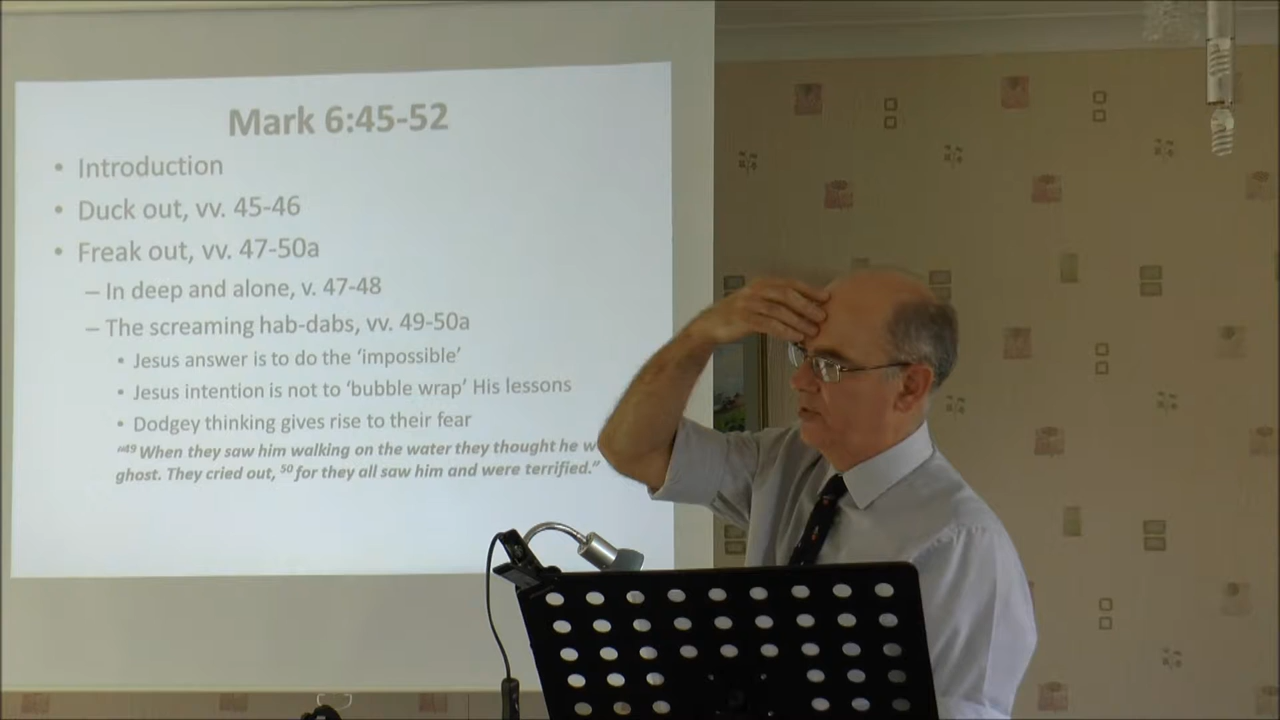 Mark 6:45-52
• Introduction
• Duck out, vv. 45-46
• Freak out, vv. 47-50a
– In deep and alone, v. 47-48
– The screaming hab-dabs, vv. 49-50a
• Jesus answer is to do the ‘impossible’
• Jesus intention is not to ‘bubble wrap’ His lessons
• Dodgey thinking gives rise to their fear
“49 When they saw him walking on the water they thought he
ghost. They cried out, 50 for they all saw him and were terrified.”